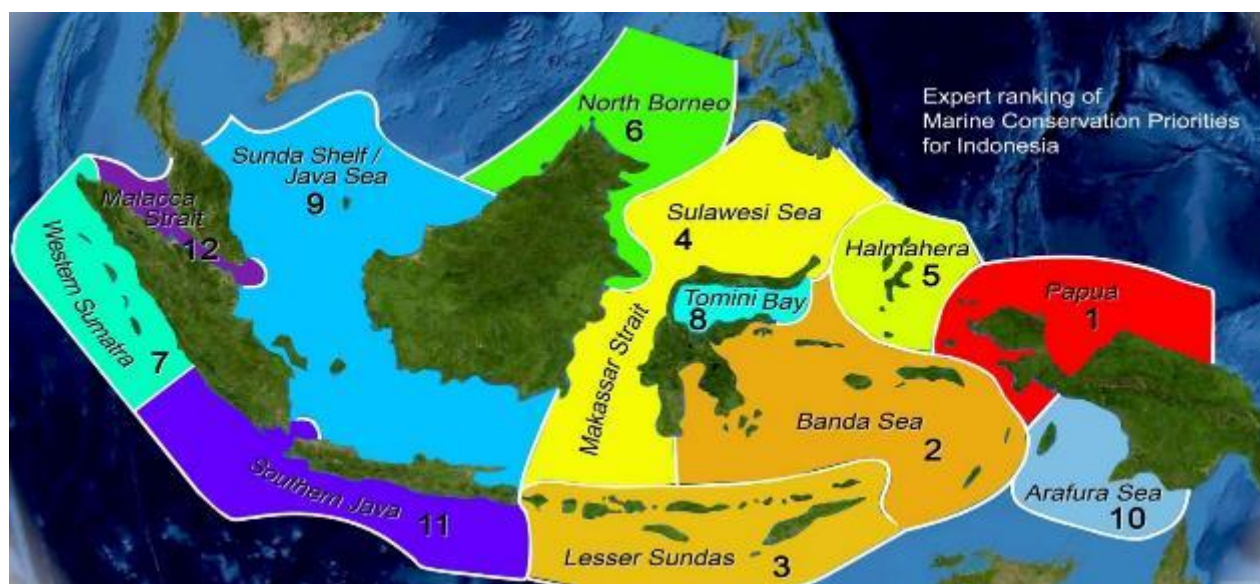 North Borneo
6
Expert ranking of
Marine Conservation Priorities
for Indonesia
Sunda Shelf /
Java Sea
9
Malacca
Strait
12
Sulawesi Sea
4
Halmahera
5
Western Sumatra
7
Tomini Bay
8
Papua
1
Makassar Strait
Banda Sea
2
Southern Java
11
Lesser Sundas
3
Arafura Sea
10